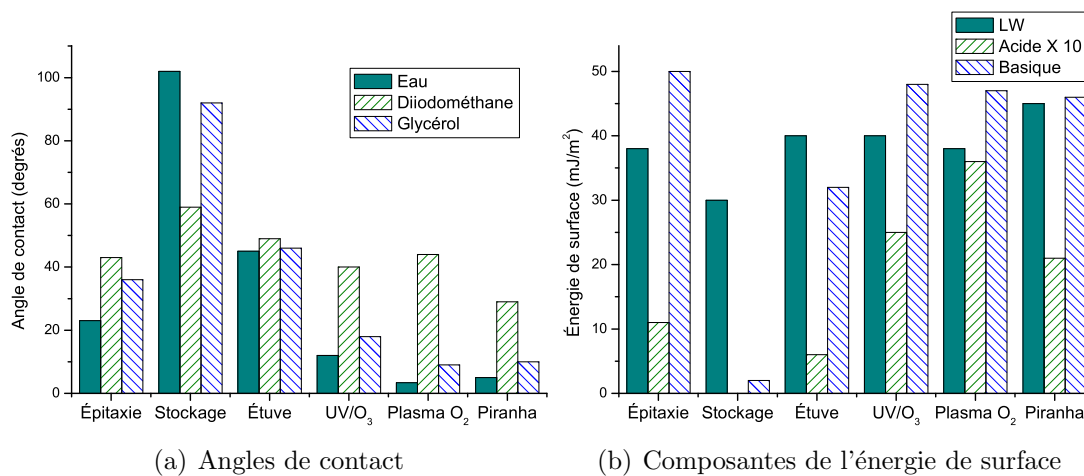 Eau
Diiodométhane
Glycérol
Angle de contact (degrés)
100
80
60
40
20
0
Épitaxie Stockage Étuve UV/O3 Plasma O2 Piranha
(a) Angles de contact
LW
Acide X 10
Basique
Énergie de surface (mJ/m²)
50
40
30
20
10
0
Épitaxie Stockage Étuve UV/O3 Plasma O2 Piranha
(b) Composantes de l'énergie de surface